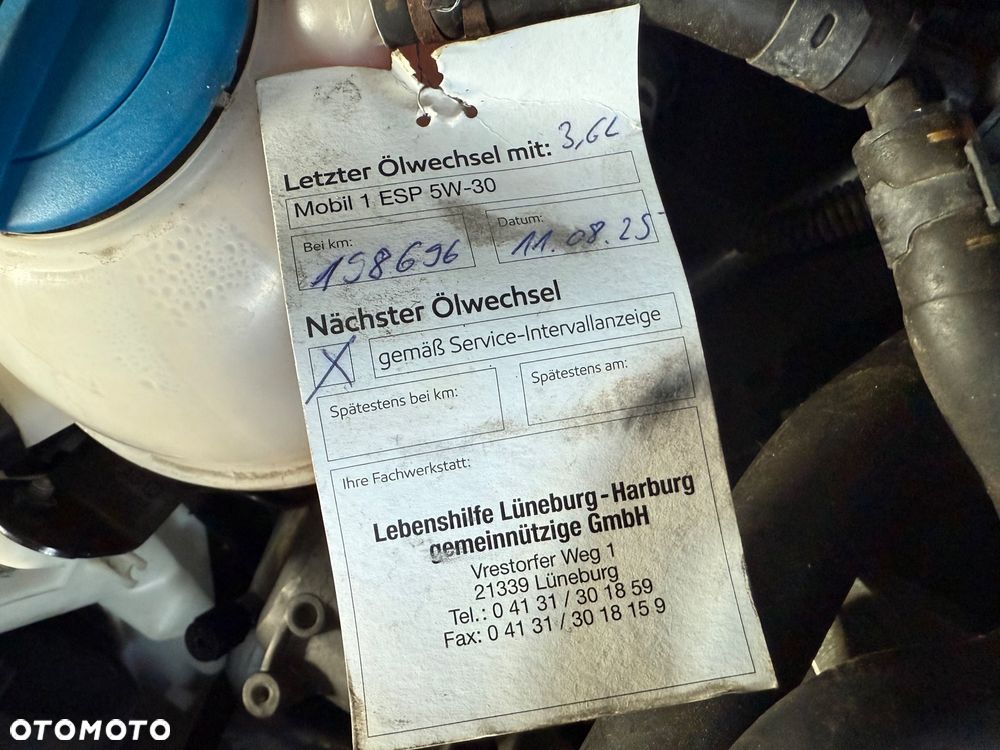 Letzter Ölwechsel mit: 3,6L
Mobil 1 ESP 5W-30
Bei km: 198696
Datum: 11.08.25
Nächster Ölwechsel
X gemäß Service-Intervallanzeige
Spätestens bei km:
Spätestens am:
Ihre Fachwerkstatt:
Lebenshilfe Lüneburg-Harburg
gemeinnützige GmbH
Vrestorfer Weg 1
21339 Lüneburg
Tel.: 0 41 31 / 30 18 59
Fax: 0 41 31 / 30 18 15 9
OTOMOTO